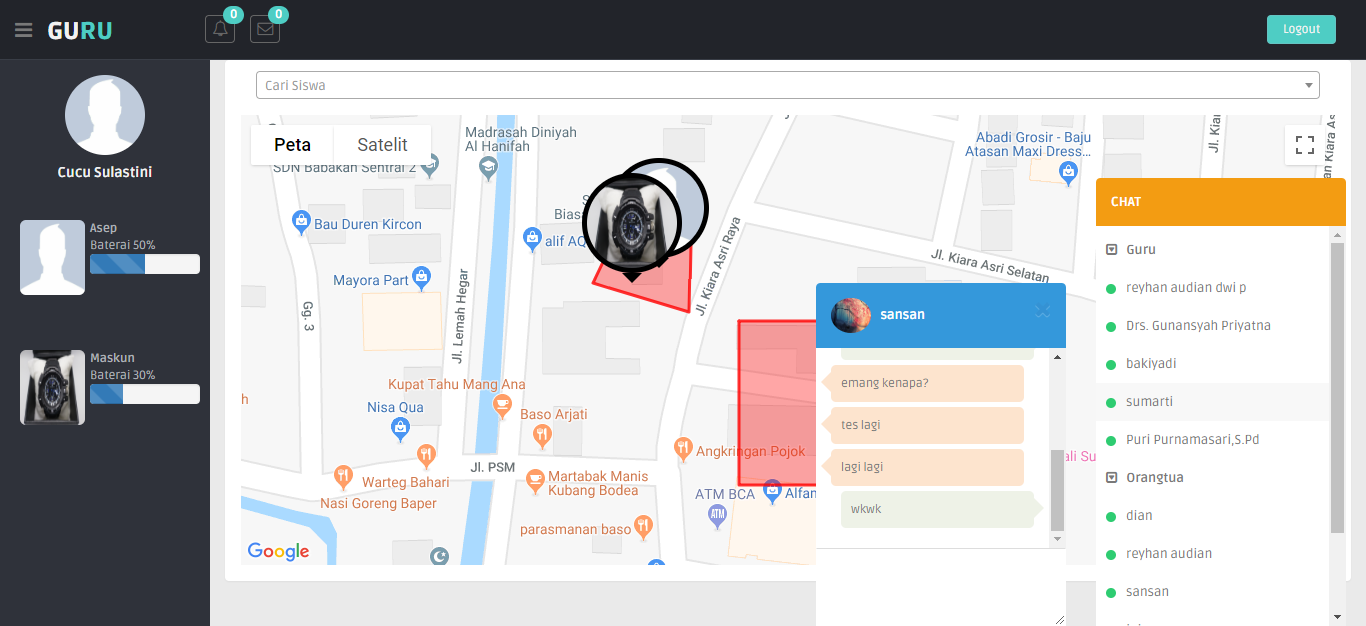 GURU
0
0
Logout
Cucu Sulastini
Asep
Baterai 50%
Maskun
Baterai 30%
Cari Siswa
Peta
Satelit
Madrasah Diniyah
Al Hanifah
SDN Babakan Sentral 2
Bau Duren Kircon
Mayora Part
Gg. 3
Jl. Lemah Hegar
alif AQ
Jl. Kiara Asri Raya
Jl. Kiara Asri Selatan
Abadi Grosir - Baju
Atasan Maxi Dress...
Kupat Tahu Mang Ana
Nisa Qua
Baso Arjati
Jl. PSM
Warteg Bahari
Nasi Goreng Baper
Martabak Manis
Kubang Bodea
parasmanan baso
Angkringan Pojok
ATM BCA
ATM
Alfan
Google
sansan
emang kenapa?
tes lagi
lagi lagi
wkwk
CHAT
Guru
reyhan audian dwi p
Drs. Gunansyah Priyatna
bakiyadi
sumarti
Puri Purnamasari,S.Pd
Orangtua
dian
reyhan audian
sansan